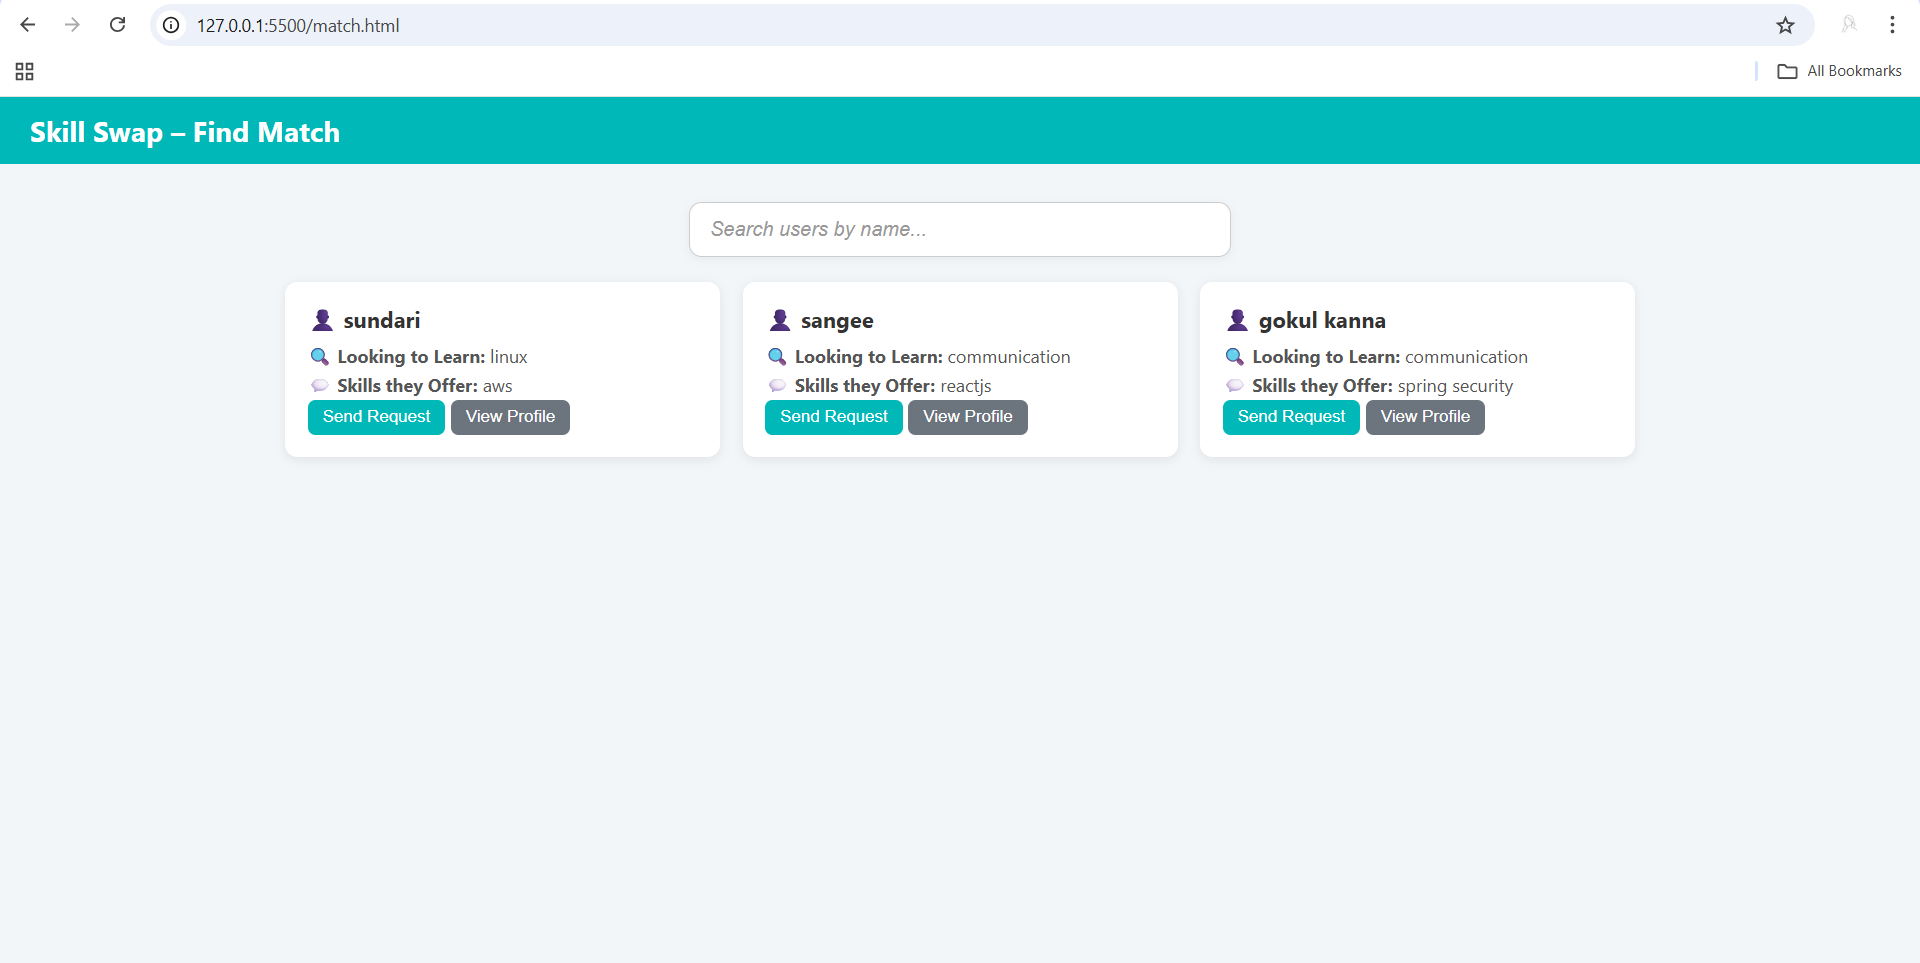 127.0.0.1:5500/match.html
All Bookmarks
Skill Swap – Find Match
Search users by name...
sundari
Looking to Learn: linux
Skills they Offer: aws
Send Request View Profile
sangee
Looking to Learn: communication
Skills they Offer: reactjs
Send Request View Profile
gokul kanna
Looking to Learn: communication
Skills they Offer: spring security
Send Request View Profile